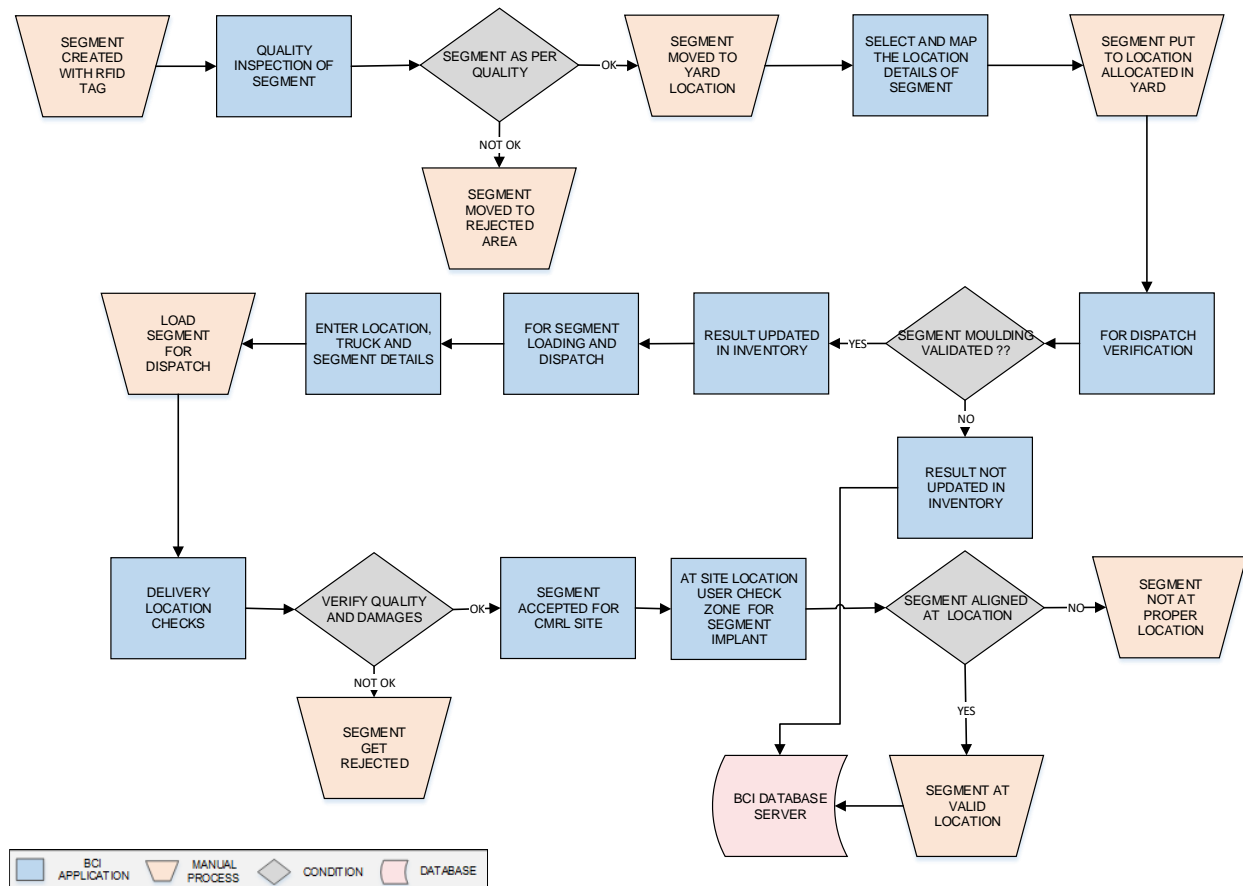 SEGMENT
CREATED
WITH RFID
TAG
QUALITY
INSPECTION OF
SEGMENT
SEGMENT AS PER
QUALITY
OK
SEGMENT
MOVED TO
YARD
LOCATION
SELECT AND MAP
THE LOCATION
DETAILS OF
SEGMENT
SEGMENT PUT
TO LOCATION
ALLOCATED IN
YARD
NOT OK
SEGMENT
MOVED TO
REJECTED
AREA
LOAD
SEGMENT
FOR
DISPATCH
ENTER LOCATION,
TRUCK AND
SEGMENT DETAILS
FOR SEGMENT
LOADING AND
DISPATCH
RESULT UPDATED
IN INVENTORY
YES
SEGMENT MOULDING
VALIDATED ??
FOR DISPATCH
VERIFICATION
NO
RESULT NOT
UPDATED IN
INVENTORY
DELIVERY
LOCATION
CHECKS
VERIFY QUALITY
AND DAMAGES
OK
SEGMENT
ACCEPTED FOR
CMRL SITE
AT SITE LOCATION
USER CHECK
ZONE FOR
SEGMENT
IMPLANT
SEGMENT ALIGNED
AT LOCATION
NO
SEGMENT
NOT AT
PROPER
LOCATION
NOT OK
SEGMENT
GET
REJECTED
YES
BCI DATABASE
SERVER
SEGMENT AT
VALID
LOCATION
BCI
APPLICATION
MANUAL
PROCESS
CONDITION
DATABASE